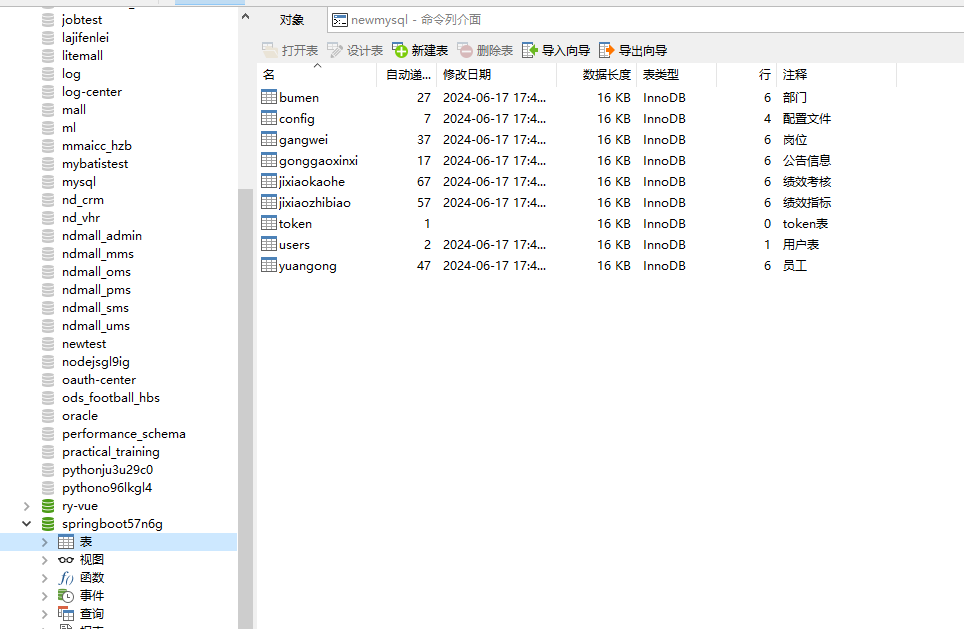 对象
newmysql - 命令列介面
打开表 设计表 新建表 删除表 导入向导 导出向导
名 自动递... 修改日期 数据长度 表类型 行 注释
bumen 27 2024-06-17 17:4... 16 KB InnoDB 6 部门
config 7 2024-06-17 17:4... 16 KB InnoDB 4 配置文件
gangwei 37 2024-06-17 17:4... 16 KB InnoDB 6 岗位
gonggaoxinxi 17 2024-06-17 17:4... 16 KB InnoDB 6 公告信息
jixiaokaohe 67 2024-06-17 17:4... 16 KB InnoDB 6 绩效考核
jixiaozhibiao 57 2024-06-17 17:4... 16 KB InnoDB 6 绩效指标
token 1 16 KB InnoDB 0 token表
users 2 2024-06-17 17:4... 16 KB InnoDB 1 用户表
yuangong 47 2024-06-17 17:4... 16 KB InnoDB 6 员工
jobtest
lajifenlei
litemall
log
log-center
mall
ml
mmaicc_hzb
mybatistest
mysql
nd_crm
nd_vhr
ndmall_admin
ndmall_mms
ndmall_oms
ndmall_pms
ndmall_sms
ndmall_ums
newtest
nodejsgl9ig
oauth-center
ods_football_hbs
oracle
performance_schema
practical_training
pythonju3u29c0
pythono96lkgl4
ry-vue
springboot57n6g
表
视图
函数
事件
查询